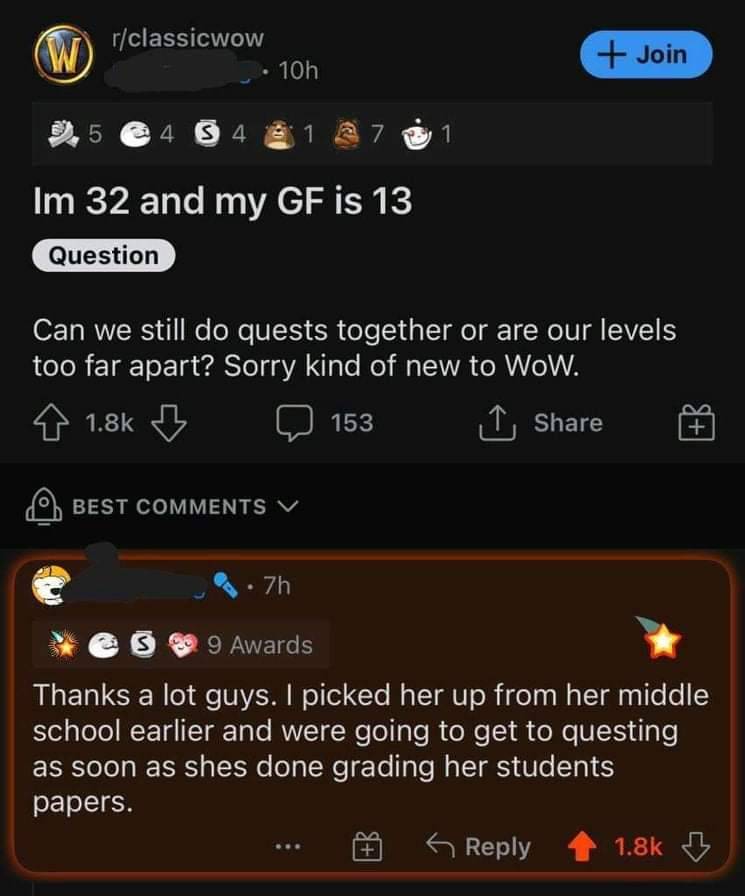 r/classicwow
10h
+ Join
5 4 S 4 1 7 1
Im 32 and my GF is 13
Question
Can we still do quests together or are our levels
too far apart? Sorry kind of new to WoW.
1.8k 153 Share
BEST COMMENTS
7h
S 9 Awards
Thanks a lot guys. I picked her up from her middle
school earlier and were going to get to questing
as soon as shes done grading her students
papers.
... Reply 1.8k